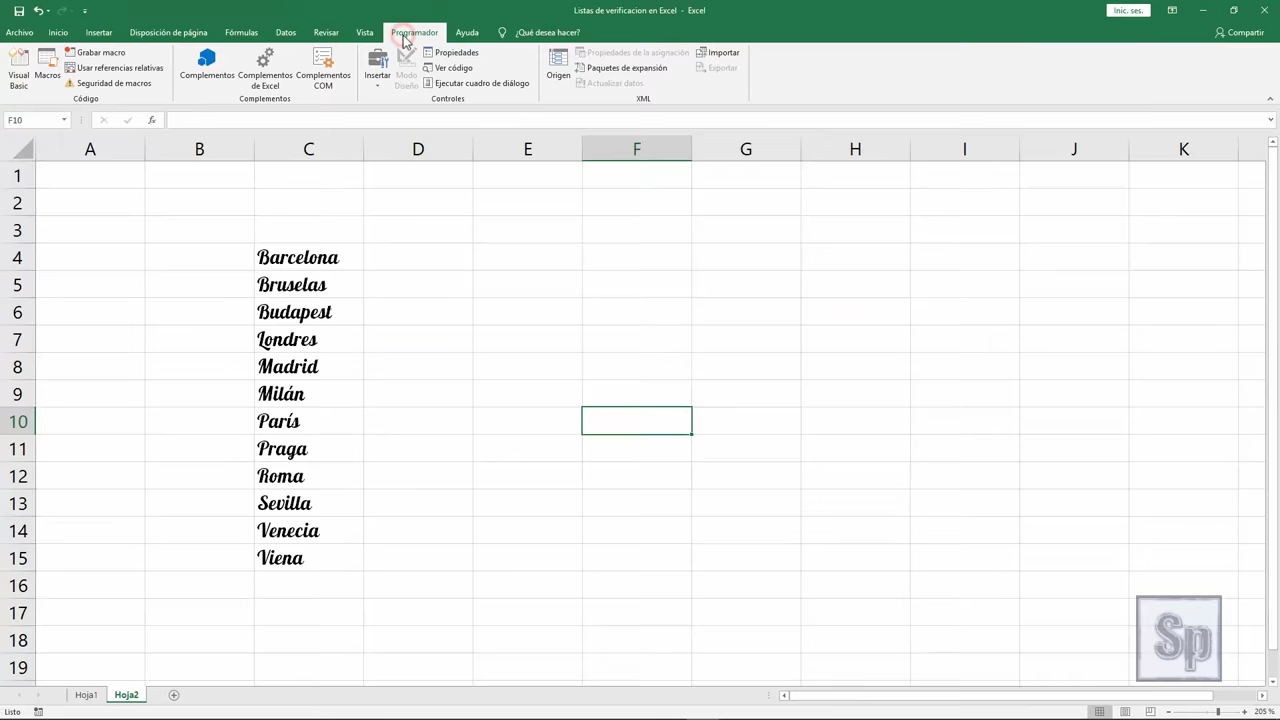 Listas de verificacion en Excel - Excel
Inic. ses.
Archivo Inicio Insertar Disposición de página Fórmulas Datos Revisar Vista Programador Ayuda ¿Qué desea hacer? Compartir
Visual Basic
Macros
Grabar macro
Usar referencias relativas
Seguridad de macros
Código
Complementos
Complementos de Excel
Complementos COM
Complementos
Insertar
Modo Diseño
Propiedades
Ver código
Ejecutar cuadro de diálogo
Controles
Origen
Propiedades de la asignación
Paquetes de expansión
Actualizar datos
Importar
Exportar
XML
F10
fx
A B C D E F G H I J K
1
2
3
4 Barcelona
5 Bruselas
6 Budapest
7 Londres
8 Madrid
9 Milán
10 París
11 Praga
12 Roma
13 Sevilla
14 Venecia
15 Viena
16
17
18
19
Sp
Hoja1 Hoja2
Listo
205 %